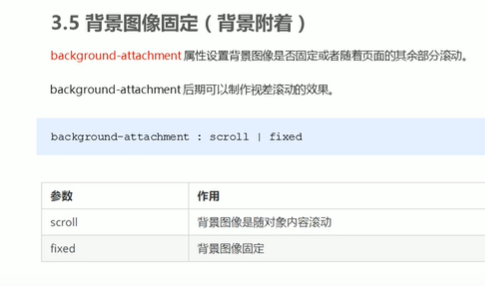 3.5 背景图像固定（背景附着）
background-attachment 属性设置背景图像是否固定或者随着页面的其余部分滚动。
background-attachment 后期可以制作视差滚动的效果。
background-attachment : scroll | fixed
参数 作用
scroll 背景图像是随对象内容滚动
fixed 背景图像固定